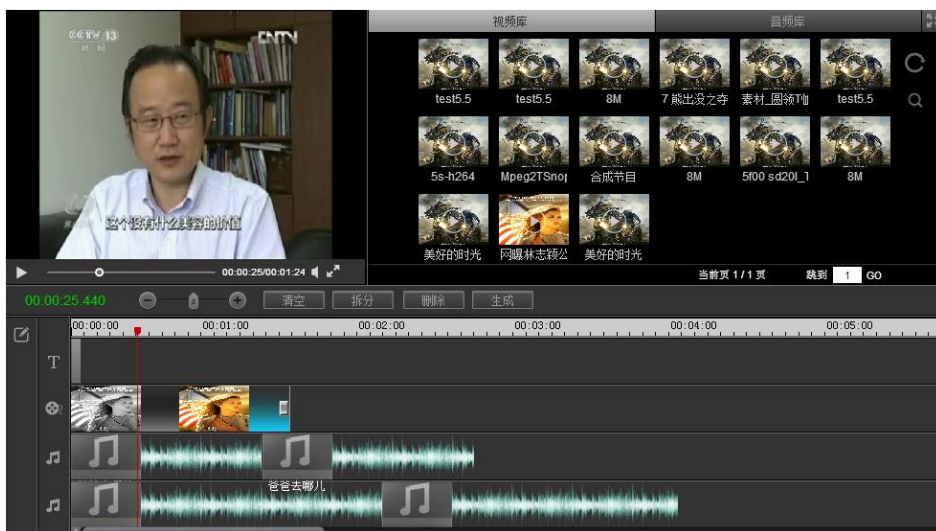 CCTV 13
CNTV
这个没有什么美容的价值
00:00:25/00:01:24
视频库
音频库
test5.5
test5.5
8M
7 熊出没之夺
素材_圆领T恤
test5.5
5s-h264
Mpeg2TSnop
合成节目
8M
5f00 sd20l_1
8M
美好的时光
网曝林志颖公
美好的时光
当前页 1 / 1 页
跳到 1 GO
00:00:25.440
清空
拆分
删除
生成
00:00:00 00:01:00 00:02:00 00:03:00 00:04:00 00:05:00
T
爸爸去哪儿